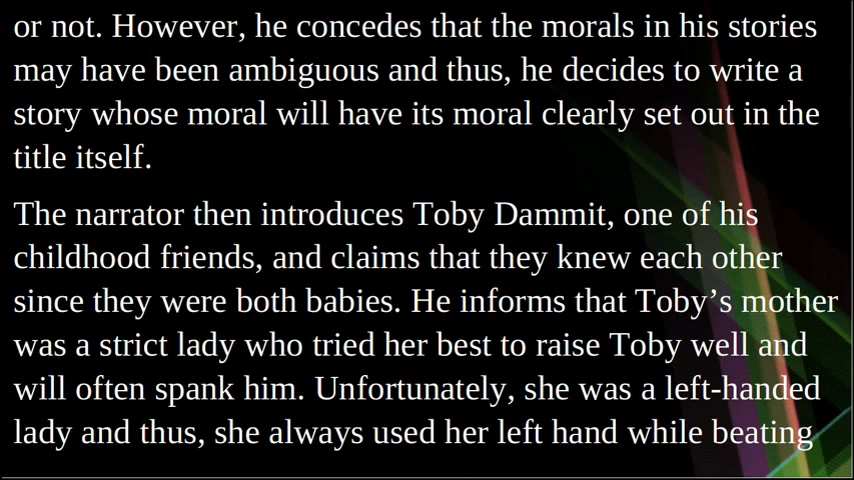 or not. However, he concedes that the morals in his stories
may have been ambiguous and thus, he decides to write a
story whose moral will have its moral clearly set out in the
title itself.
The narrator then introduces Toby Dammit, one of his
childhood friends, and claims that they knew each other
since they were both babies. He informs that Toby’s mother
was a strict lady who tried her best to raise Toby well and
will often spank him. Unfortunately, she was a left-handed
lady and thus, she always used her left hand while beating